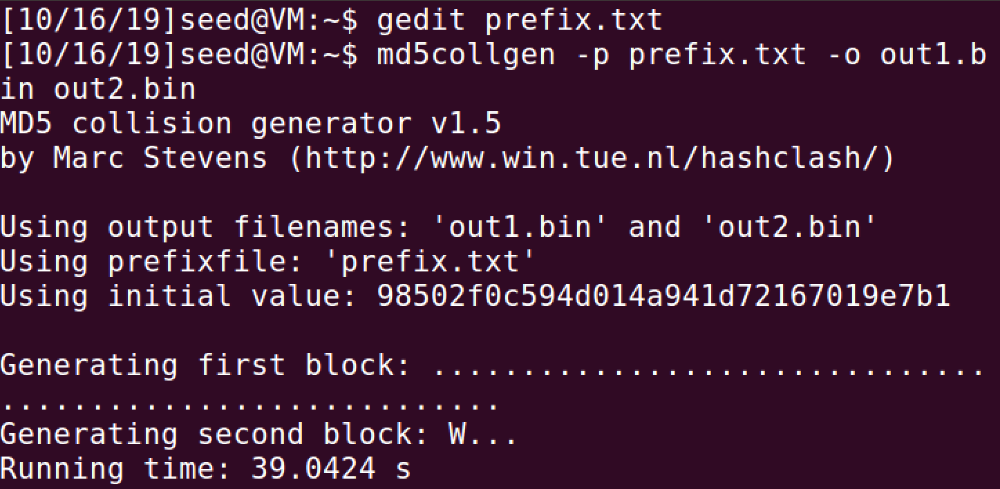 [10/16/19]seed@VM:~$ gedit prefix.txt
[10/16/19]seed@VM:~$ md5collgen -p prefix.txt -o out1.b
in out2.bin
MD5 collision generator v1.5
by Marc Stevens (http://www.win.tue.nl/hashclash/)

Using output filenames: 'out1.bin' and 'out2.bin'
Using prefixfile: 'prefix.txt'
Using initial value: 98502f0c594d014a941d72167019e7b1

Generating first block: ...............................
............................
Generating second block: W...
Running time: 39.0424 s